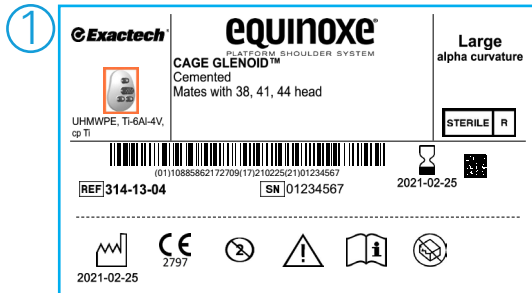 1
Exactech®
equinoxe®
PLATFORM SHOULDER SYSTEM
CAGE GLENOID™
Cemented
Mates with 38, 41, 44 head
Large
alpha curvature
UHMWPE, Ti-6Al-4V,
cp Ti
STERILE R
(01)10885862172709(17)210225(21)01234567
REF 314-13-04
SN 01234567
2021-02-25
2021-02-25
CE
2797
2
i